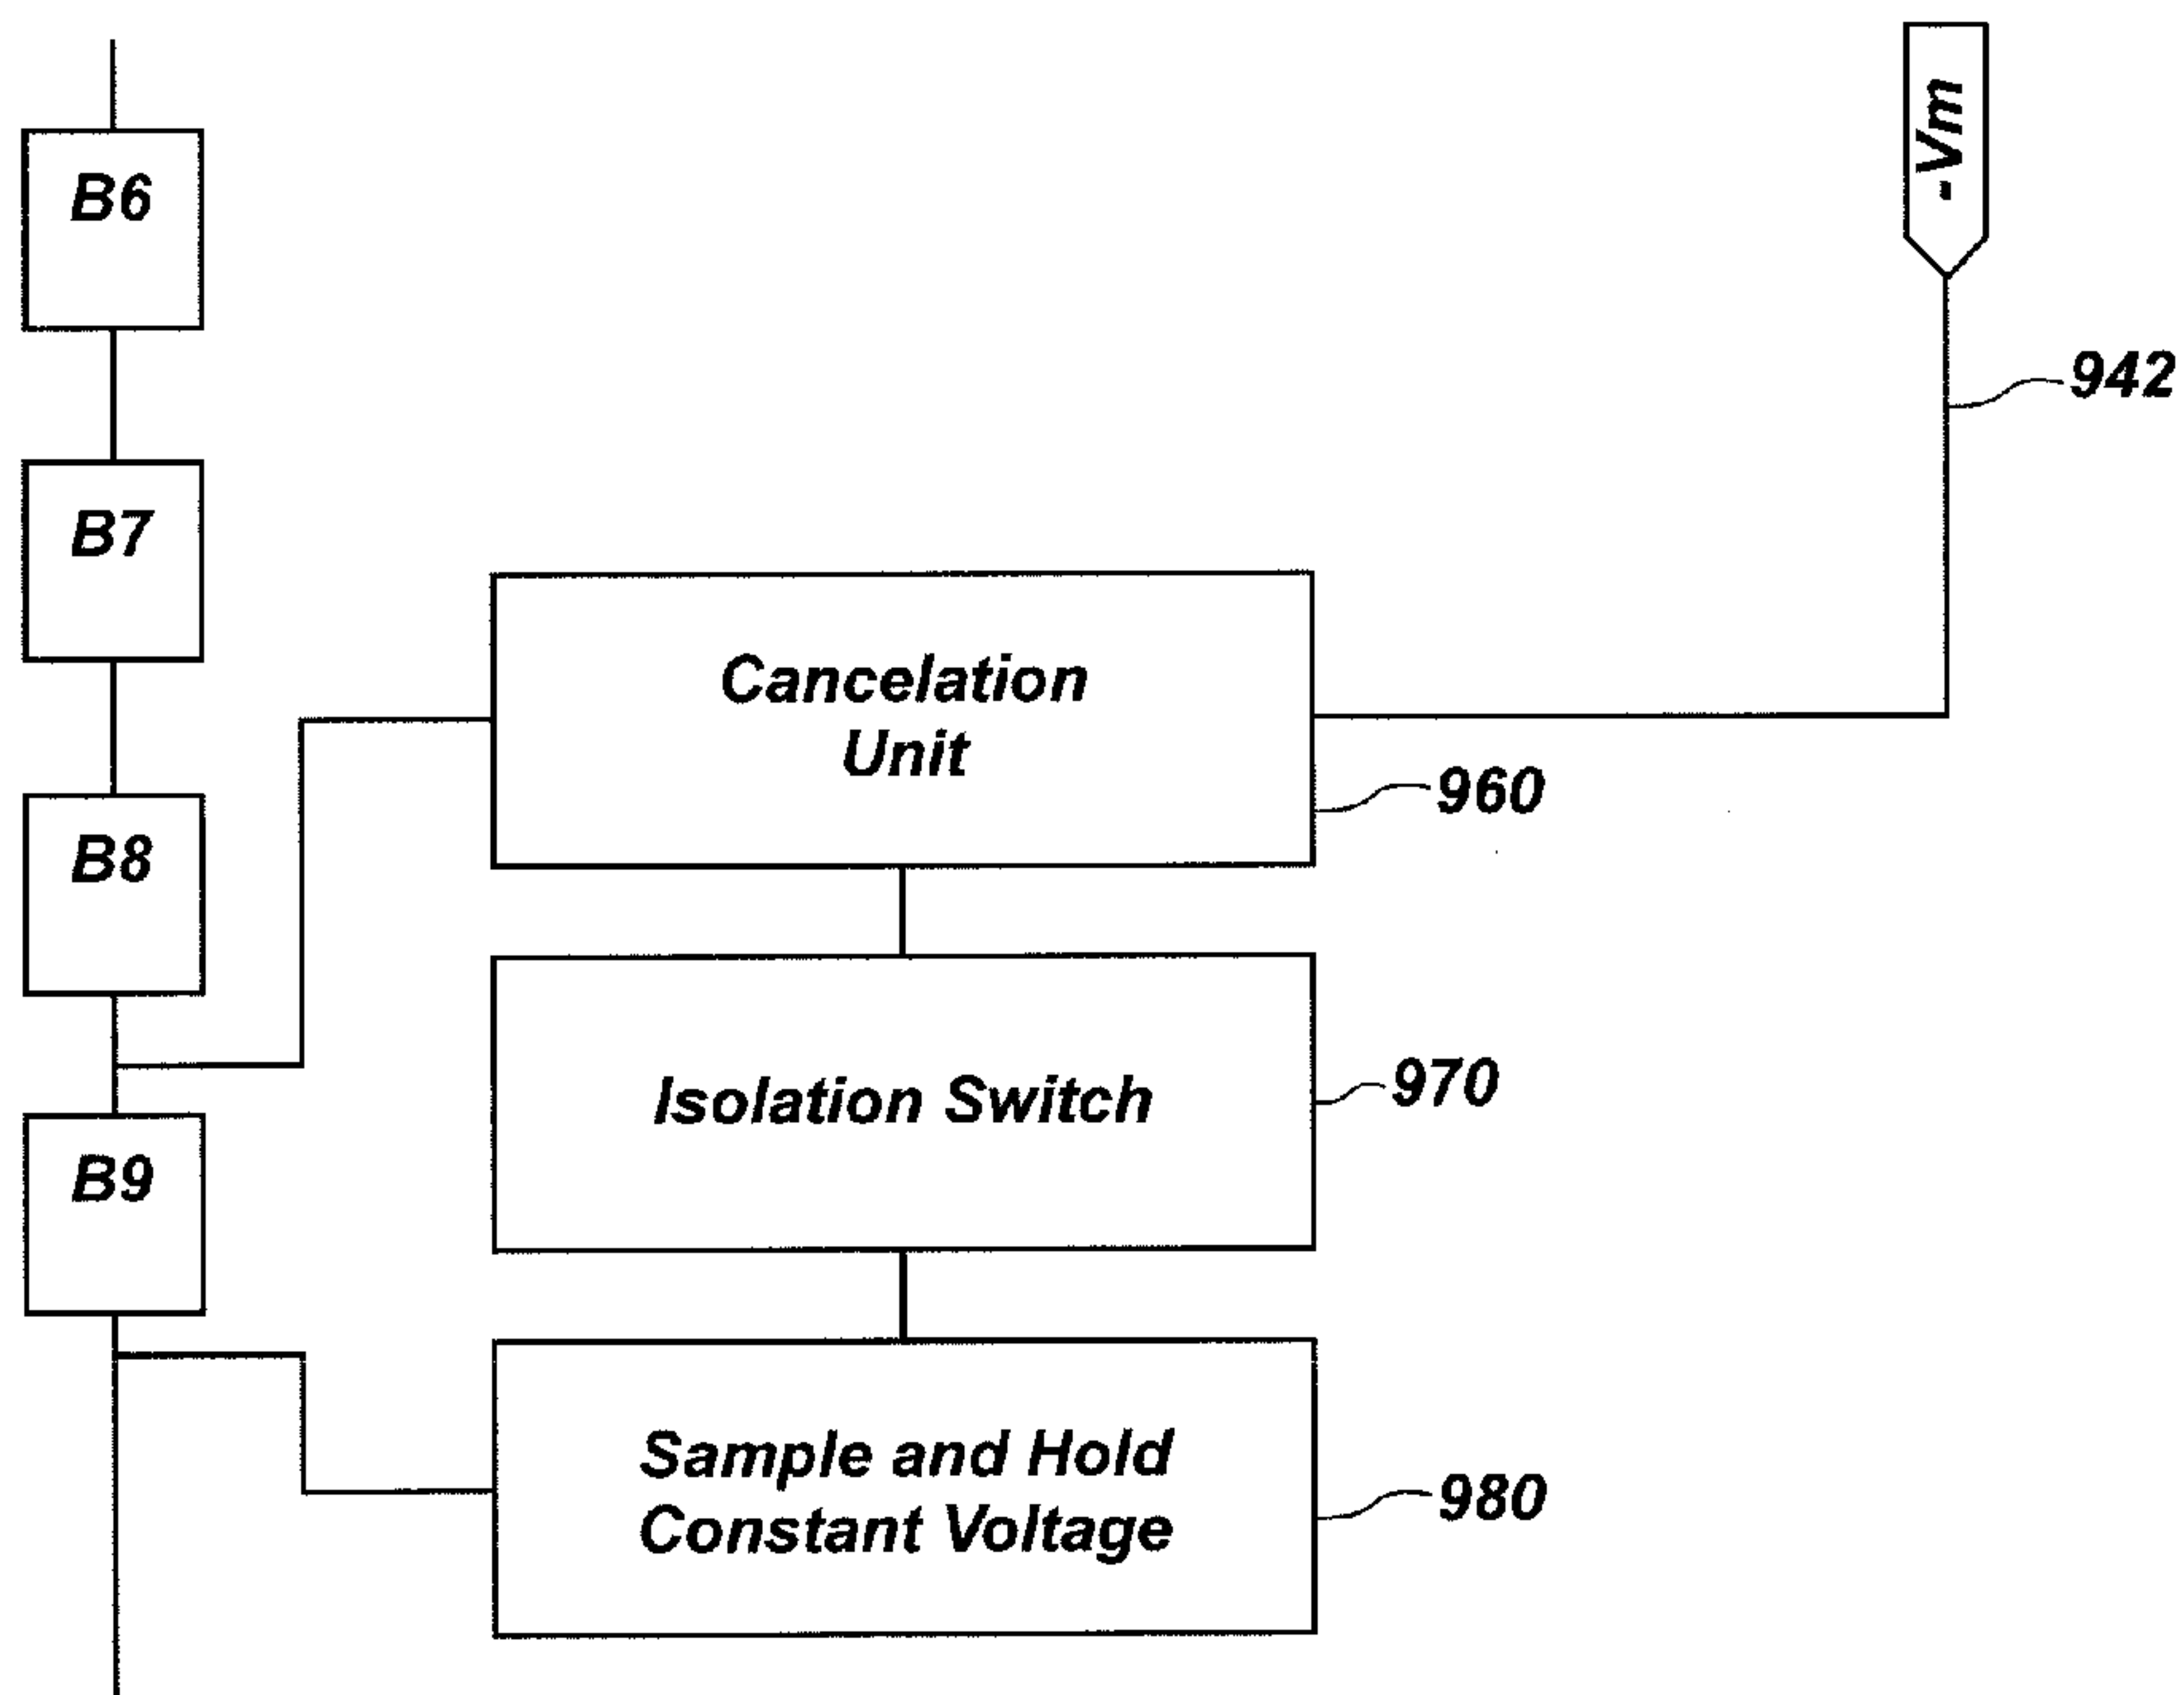 B6
-Vm
942
B7
Cancelation
Unit
960
B8
Isolation Switch
970
B9
Sample and Hold
Constant Voltage
980